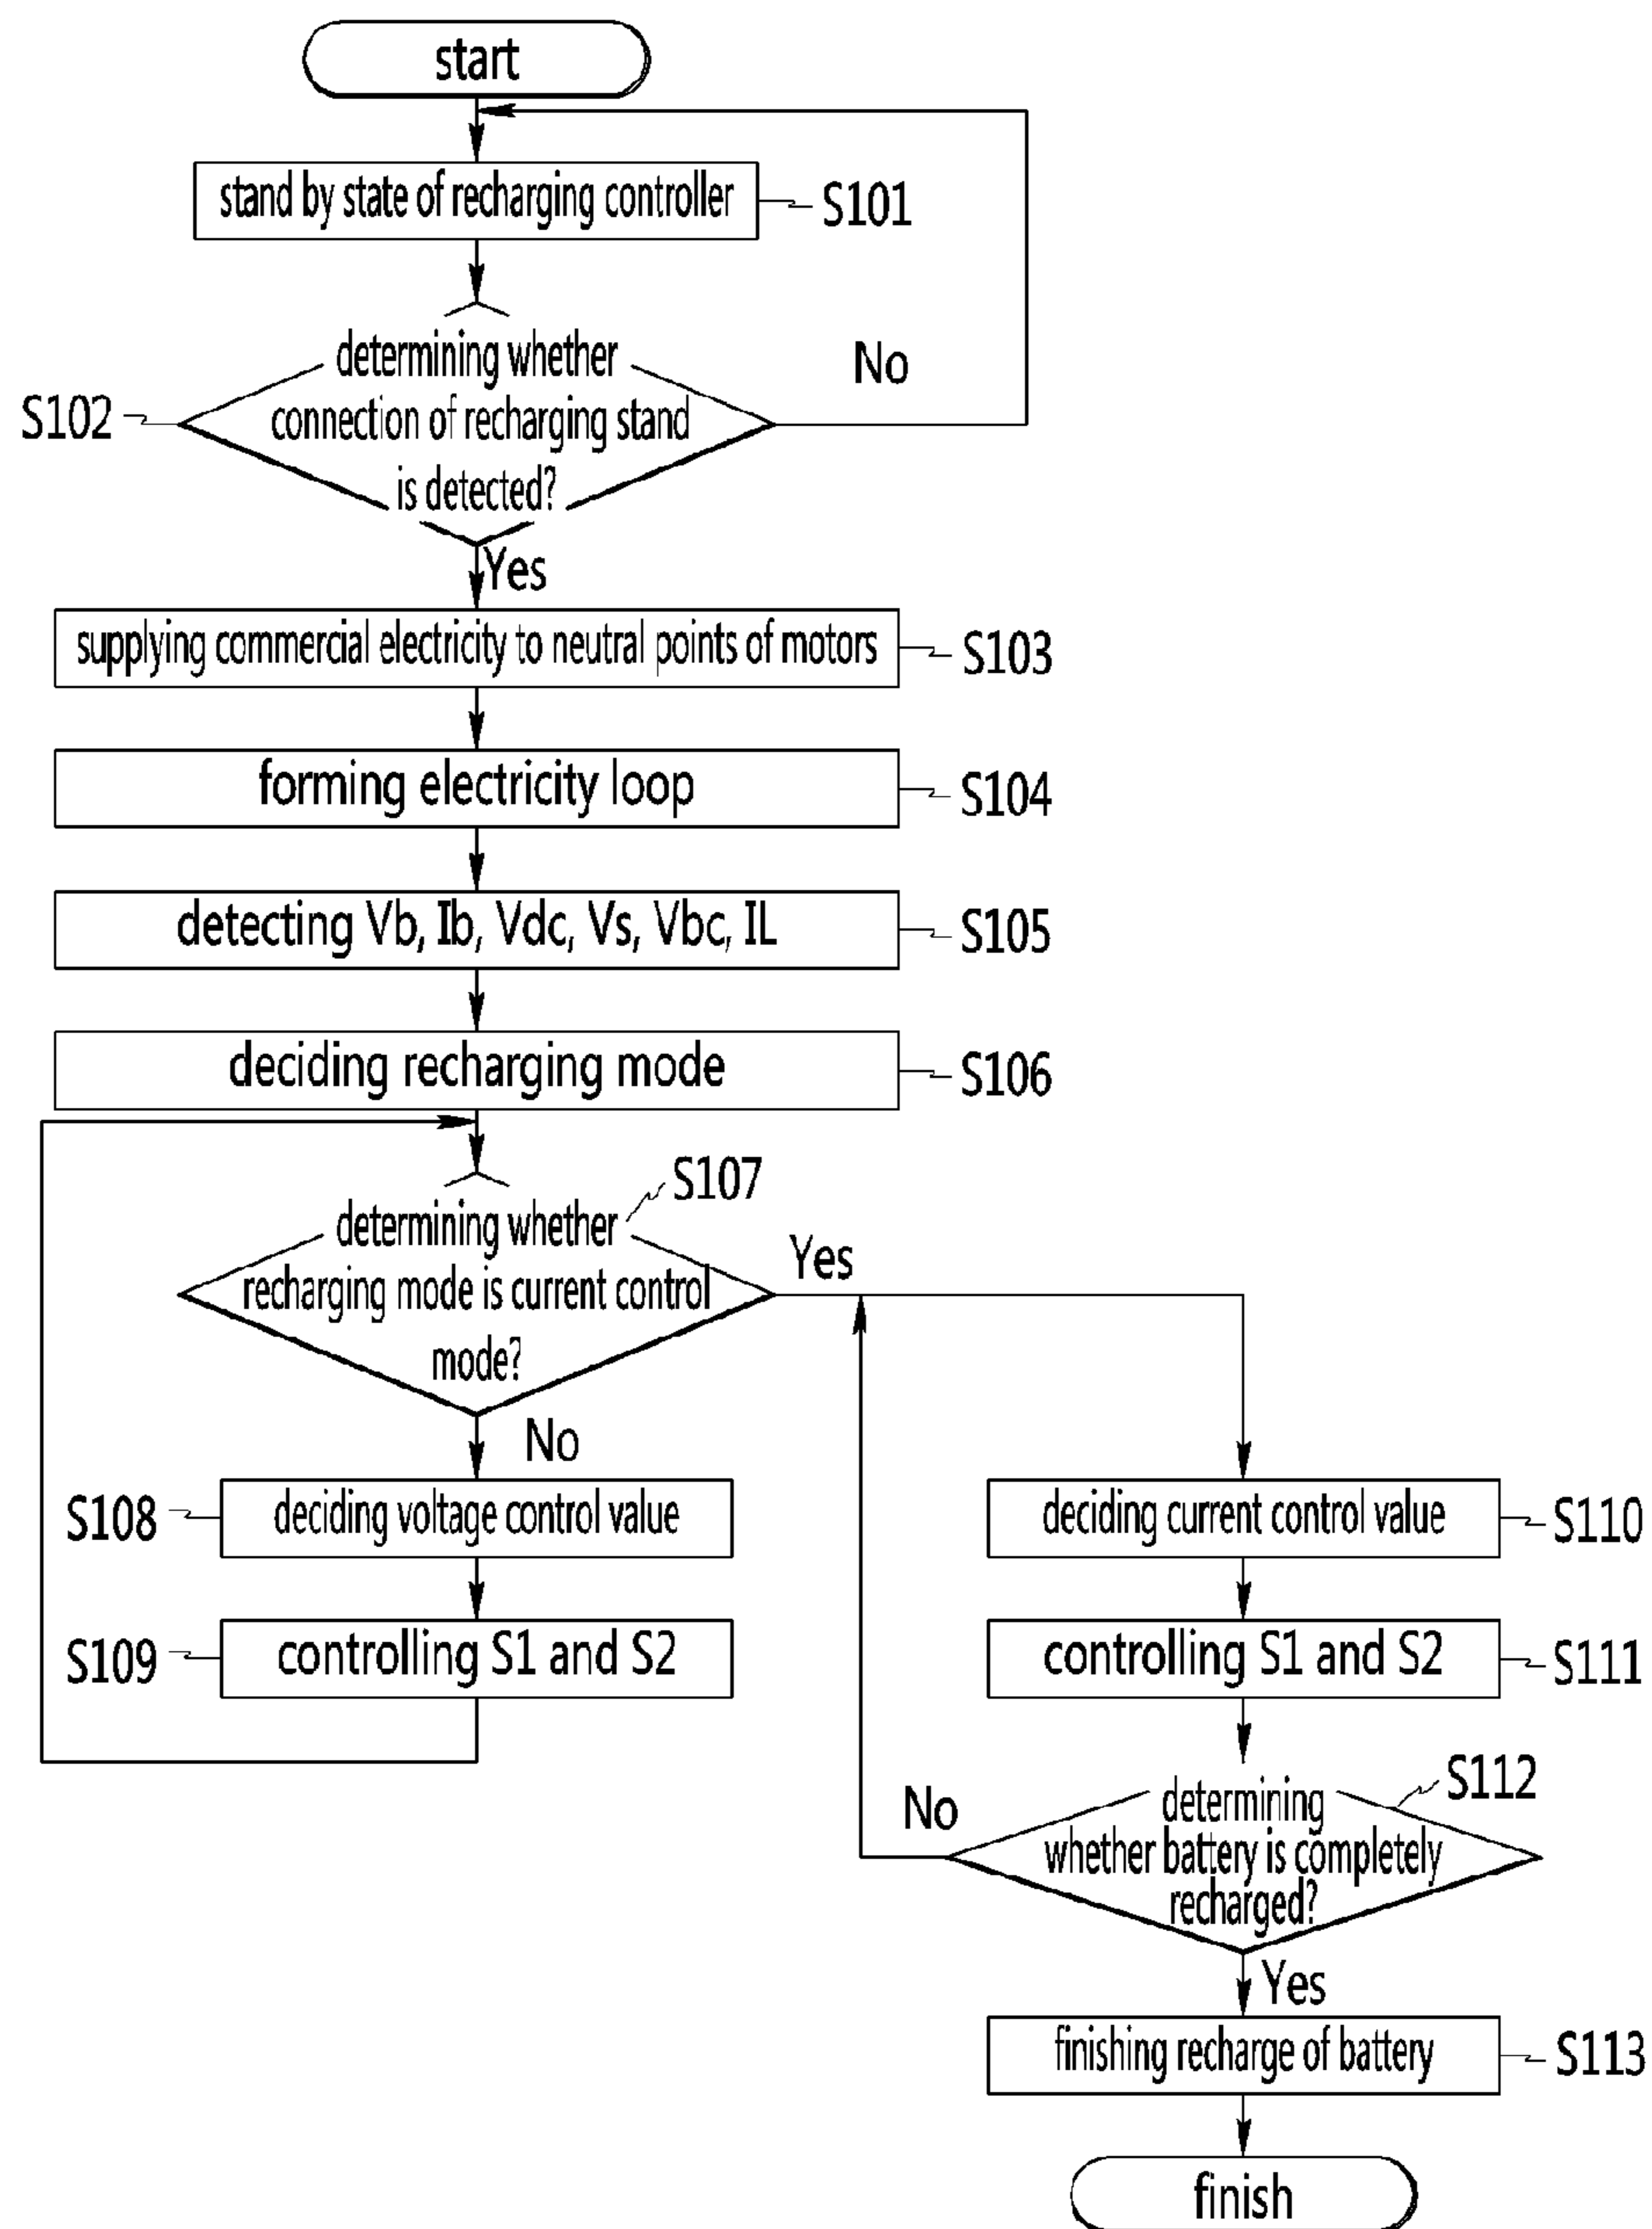 start
stand by state of recharging controller
S101
determining whether
connection of recharging stand
is detected?
S102
No
Yes
supplying commercial electricity to neutral points of motors
S103
forming electricity loop
S104
detecting Vb, Ib, Vdc, Vs, Vbc, IL
S105
deciding recharging mode
S106
S107
determining whether
recharging mode is current control
mode?
Yes
No
S108
deciding voltage control value
deciding current control value
S110
S109
controlling S1 and S2
controlling S1 and S2
S111
S112
No
determining
whether battery is completely
recharged?
Yes
finishing recharge of battery
S113
finish